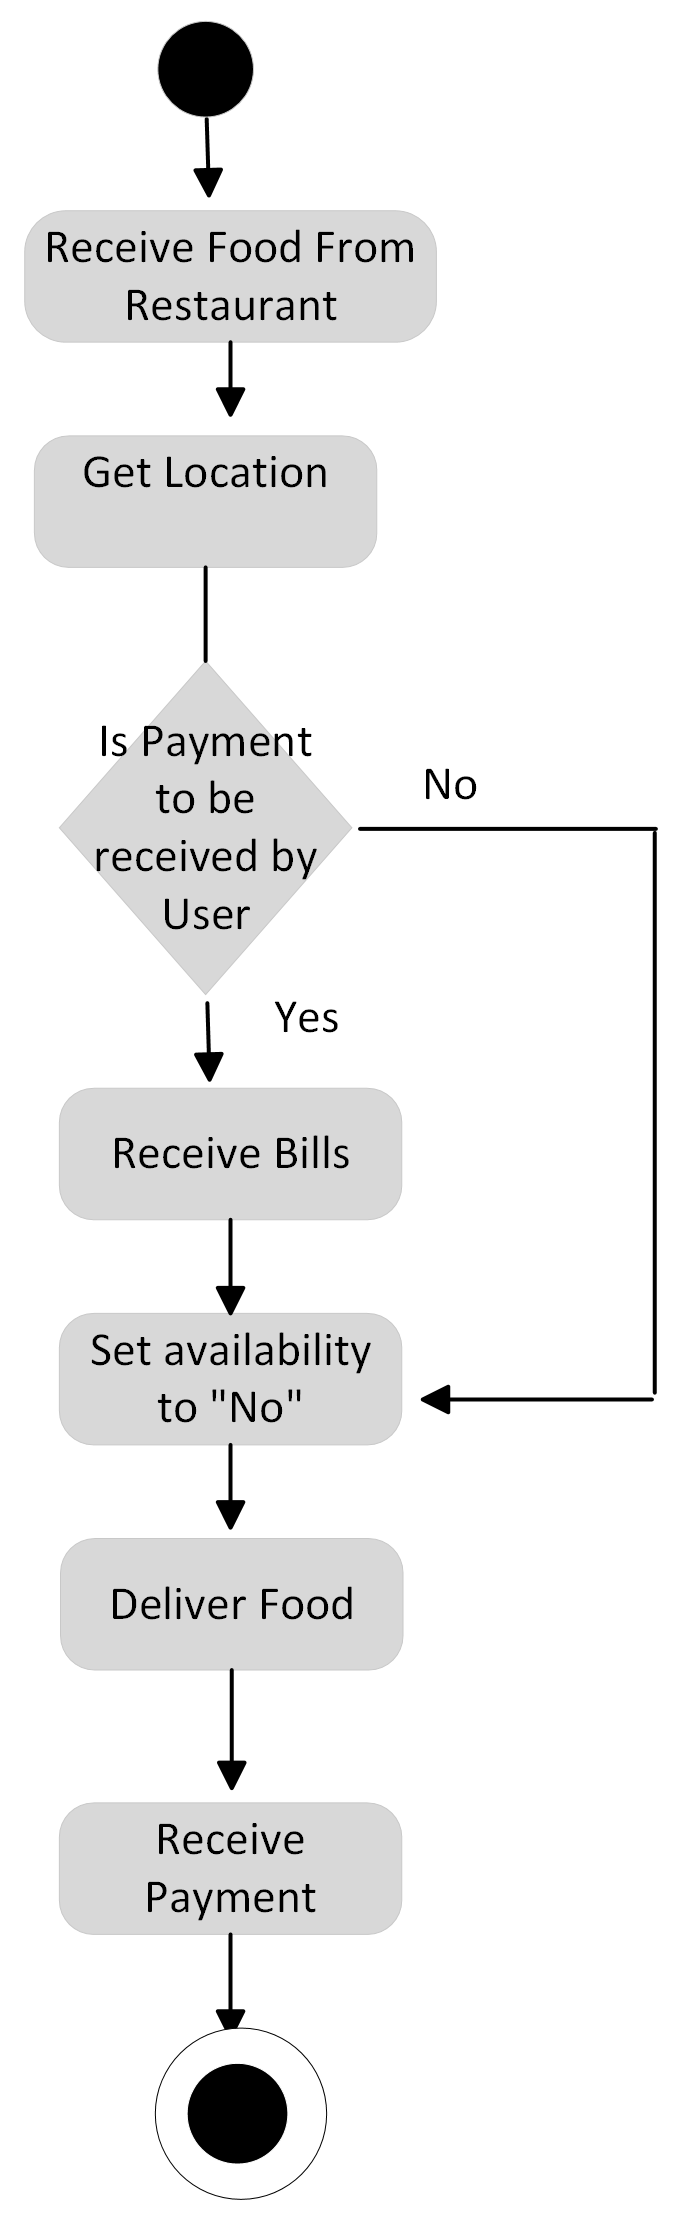 Receive Food From
Restaurant
Get Location
Is Payment
to be
received by
User
No
Yes
Receive Bills
Set availability
to "No"
Deliver Food
Receive
Payment